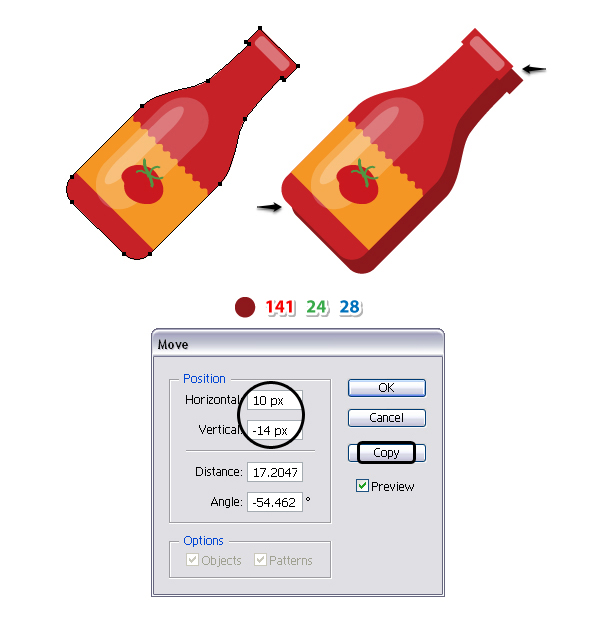 141 24 28
Move
Position
Horizontal: 10 px
Vertical: -14 px
Distance: 17.2047
Angle: -54.462 °
Options
Objects Patterns
OK
Cancel
Copy
Preview